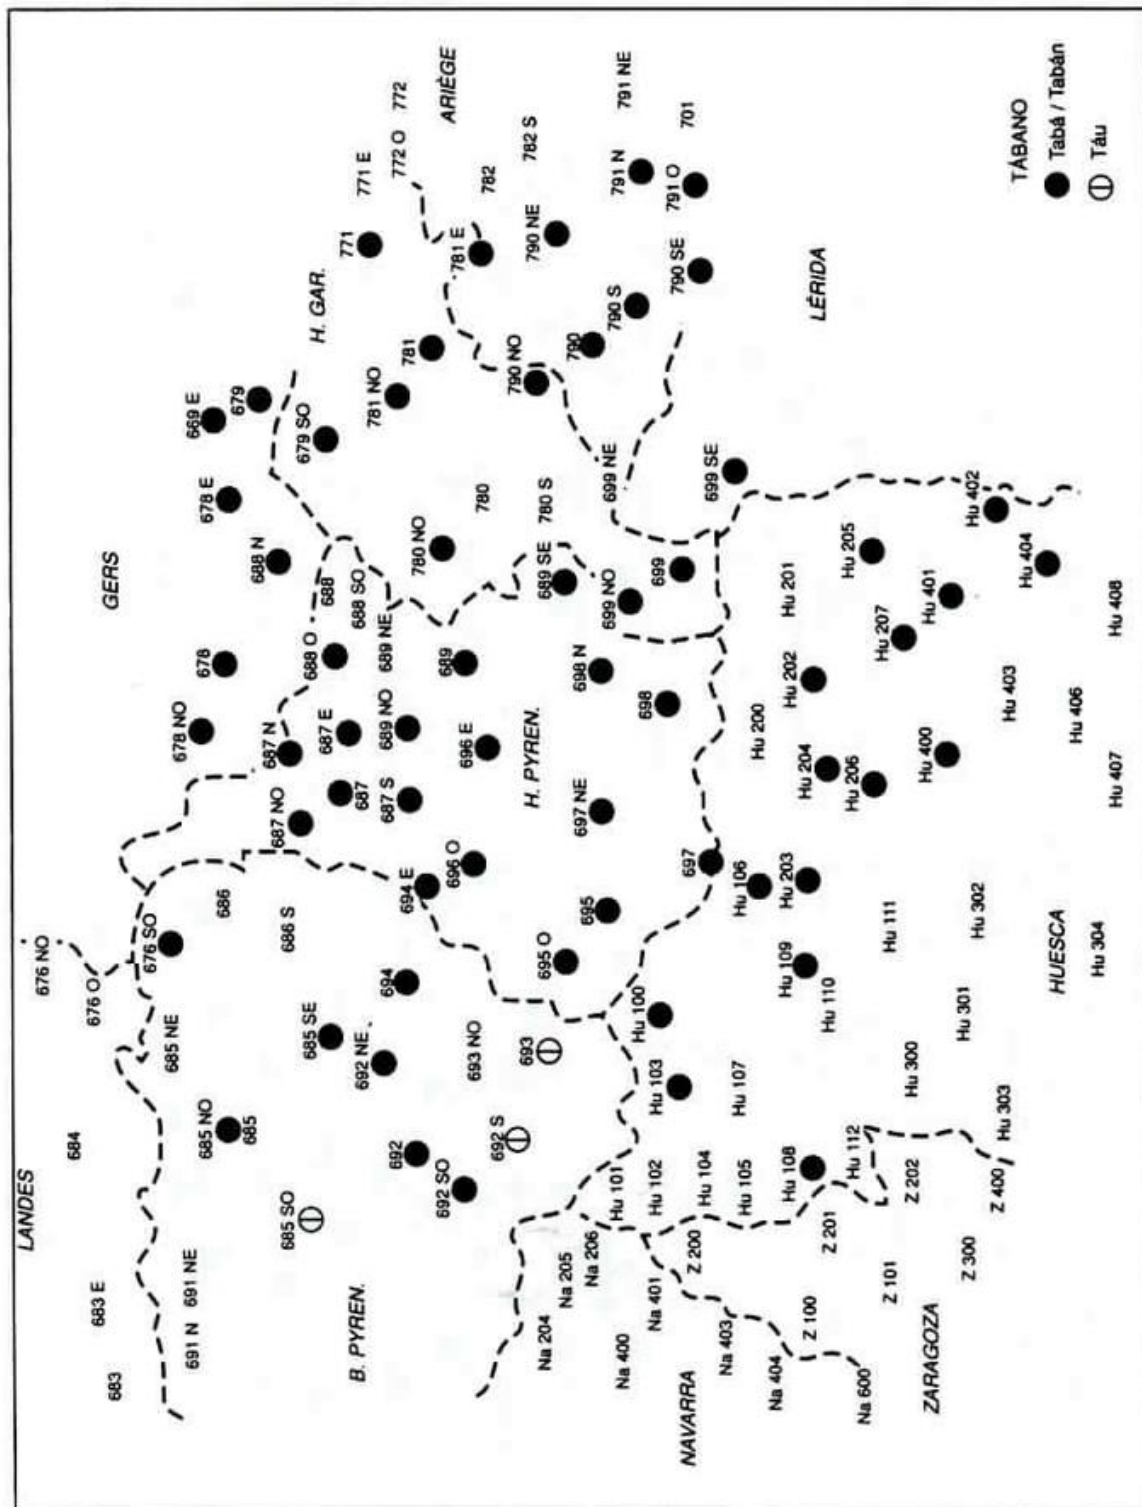 LANDES
676 NO
684
683 E
676 O
683
GERS
685 NE
676 SO
678 NO
691 NE
691 N
685 NO
686
678
678 E
669 E
685
679
685 SO
686 S
687 NO
687 N
688 N
685 SE
688 O
688
679 SO
H. GAR.
B. PYREN.
692 NE
687
687 E
688 SO
771
771 E
694
687 S
689 NO
689 NE
781 NO
772 O
772
692
694 E
780 NO
781
ARIÈGE
692 SO
696 O
689
781 E
693 NO
696 E
780
782
692 S
693
H. PYREN.
790 NO
790 NE
782 S
Na 204
695 O
689 SE
780 S
Na 205
695
697 NE
698 N
790
Na 206
699 NO
699 NE
790 S
791 N
791 NE
Na 400
Hu 101
Hu 100
698
699
Na 401
Hu 102
Hu 103
790 SE
791 O
701
NAVARRA
Z 200
Hu 104
697
699 SE
Na 403
Hu 105
Hu 107
Hu 106
Hu 200
Na 404
Hu 108
Hu 109
Hu 203
Hu 202
Hu 201
LÉRIDA
Z 100
Z 201
Hu 110
Hu 204
Na 600
Hu 112
Hu 206
Hu 205
Z 101
Hu 111
Hu 207
ZARAGOZA
Z 202
Hu 300
Hu 400
Hu 401
Z 300
Hu 301
Hu 302
Hu 402
Z 400
Hu 303
Hu 403
Hu 404
HUESCA
Hu 304
Hu 406
Hu 407
Hu 408
TÁBANO
Tabá / Tabán
Táu